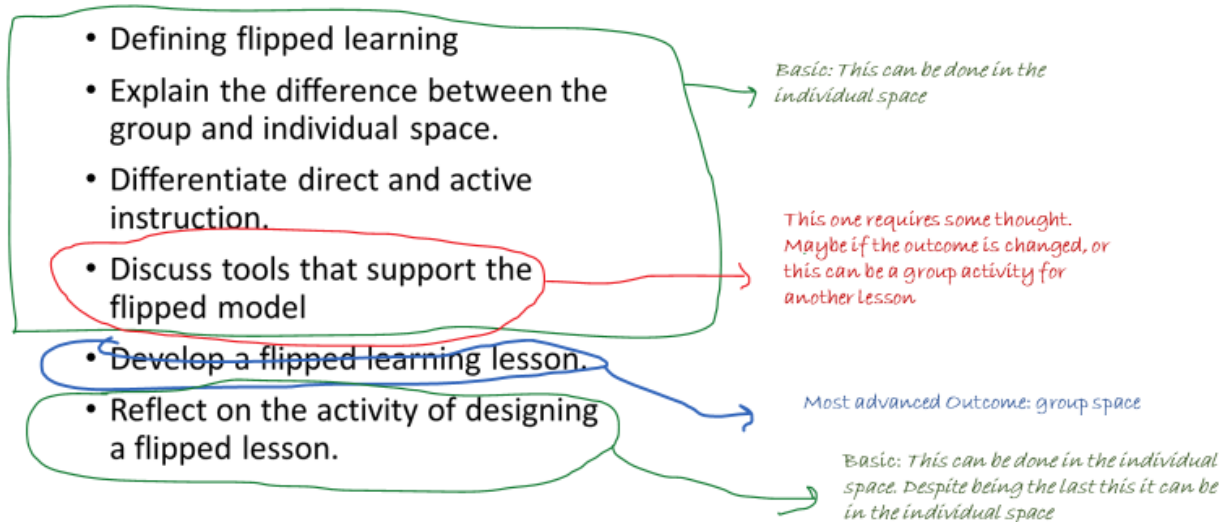 • Defining flipped learning
• Explain the difference between the
group and individual space.
• Differentiate direct and active
instruction.
• Discuss tools that support the
flipped model
• Develop a flipped learning lesson.
• Reflect on the activity of designing
a flipped lesson.
Basic: This can be done in the
individual space
This one requires some thought.
Maybe if the outcome is changed, or
this can be a group activity for
another lesson
Most advanced Outcome: group space
Basic: This can be done in the individual
space. Despite being the last this it can be
in the individual space